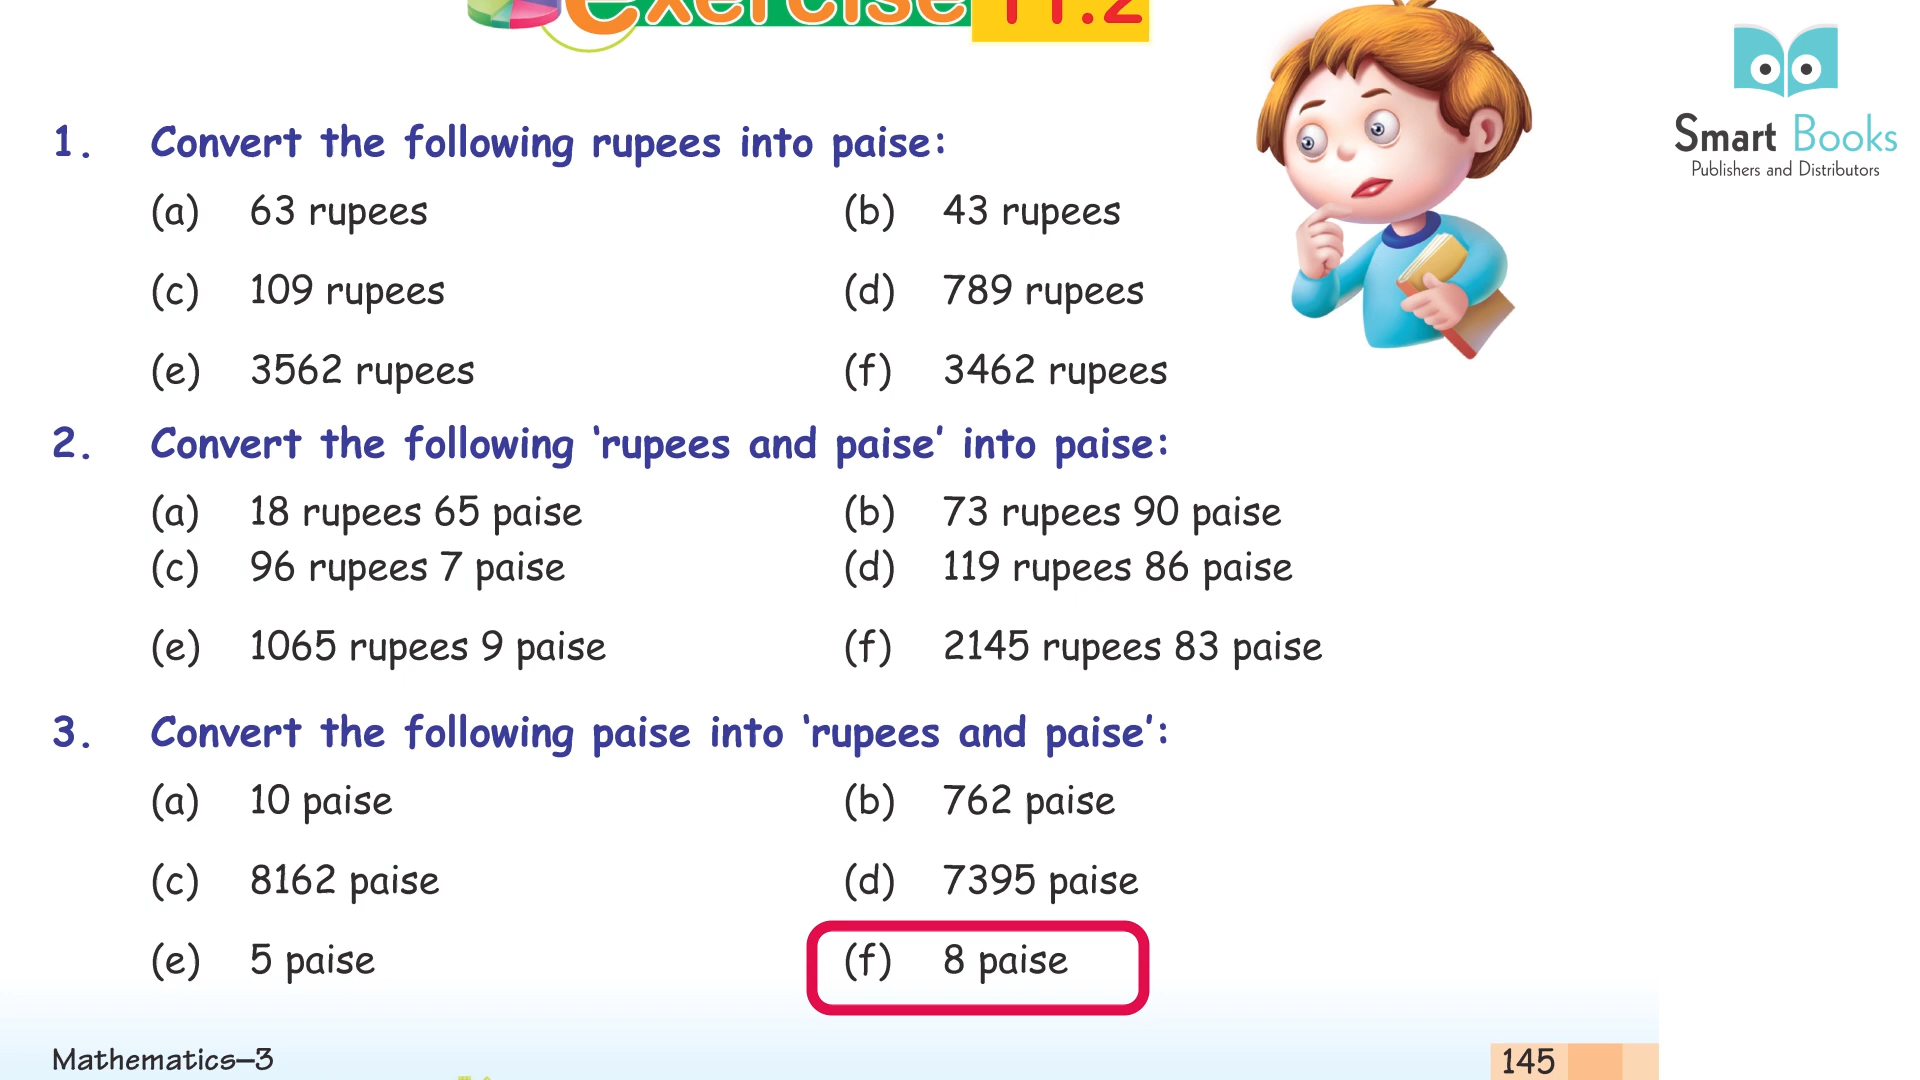 exercise 11.2
Smart Books
Publishers and Distributors
1. Convert the following rupees into paise:
(a) 63 rupees (b) 43 rupees
(c) 109 rupees (d) 789 rupees
(e) 3562 rupees (f) 3462 rupees
2. Convert the following ‘rupees and paise’ into paise:
(a) 18 rupees 65 paise (b) 73 rupees 90 paise
(c) 96 rupees 7 paise (d) 119 rupees 86 paise
(e) 1065 rupees 9 paise (f) 2145 rupees 83 paise
3. Convert the following paise into ‘rupees and paise’:
(a) 10 paise (b) 762 paise
(c) 8162 paise (d) 7395 paise
(e) 5 paise (f) 8 paise
Mathematics–3 145